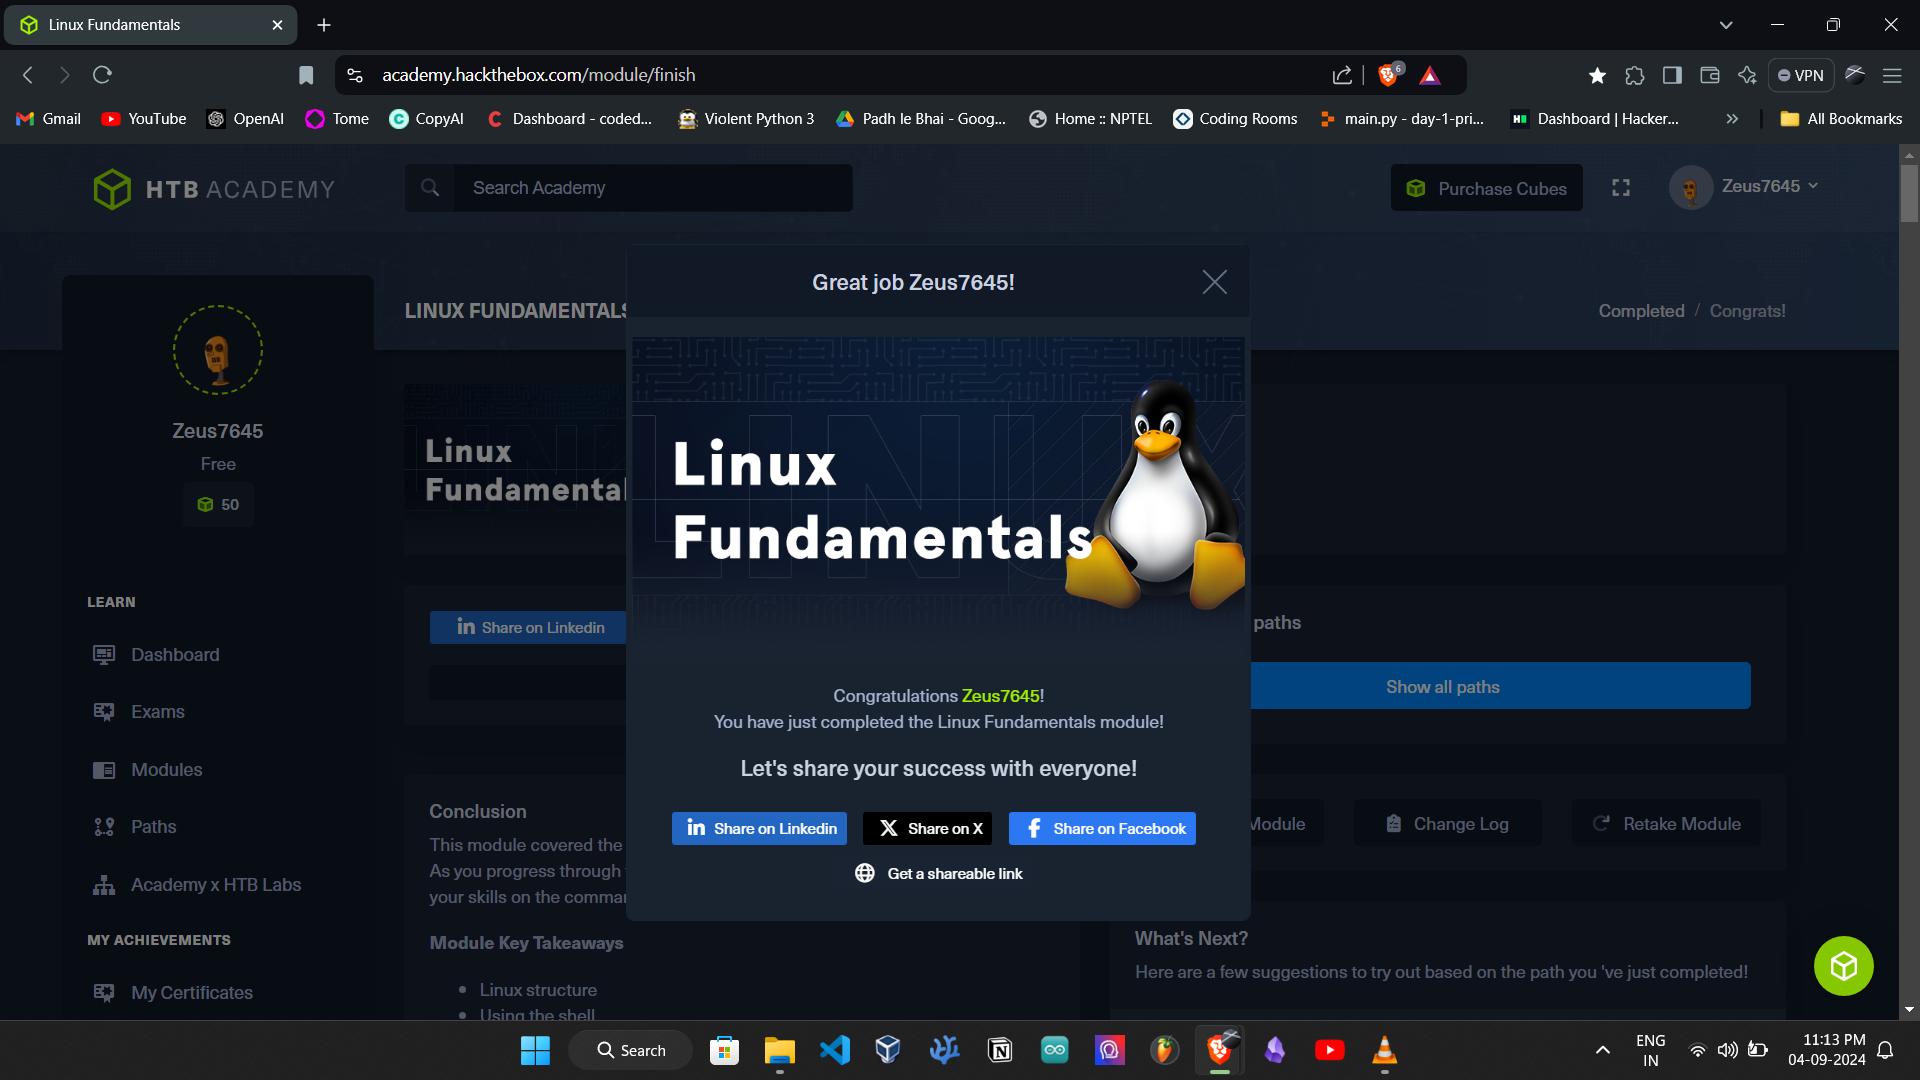 Linux Fundamentals
academy.hackthebox.com/module/finish
6
VPN
Gmail
YouTube
OpenAI
Tome
CopyAI
Dashboard - coded...
Violent Python 3
Padh le Bhai - Goog...
Home :: NPTEL
Coding Rooms
main.py - day-1-pri...
Dashboard | Hacker...
»
All Bookmarks
HTB ACADEMY
Search Academy
Purchase Cubes
Zeus7645
Great job Zeus7645!
LINUX FUNDAMENTALS
Completed / Congrats!
Zeus7645
Free
50
Linux
Fundamental
LINUX
Linux
Fundamentals
LEARN
Dashboard
Exams
Modules
Paths
Academy x HTB Labs
MY ACHIEVEMENTS
My Certificates
Share on Linkedin
paths
Show all paths
Congratulations Zeus7645!
You have just completed the Linux Fundamentals module!
Let's share your success with everyone!
Share on Linkedin
Share on X
Share on Facebook
Get a shareable link
Module
Change Log
Retake Module
Conclusion
This module covered the
As you progress through
your skills on the comma
Module Key Takeaways
Linux structure
Using the shell
What's Next?
Here are a few suggestions to try out based on the path you 've just completed!
Search
ENG
IN
11:13 PM
04-09-2024